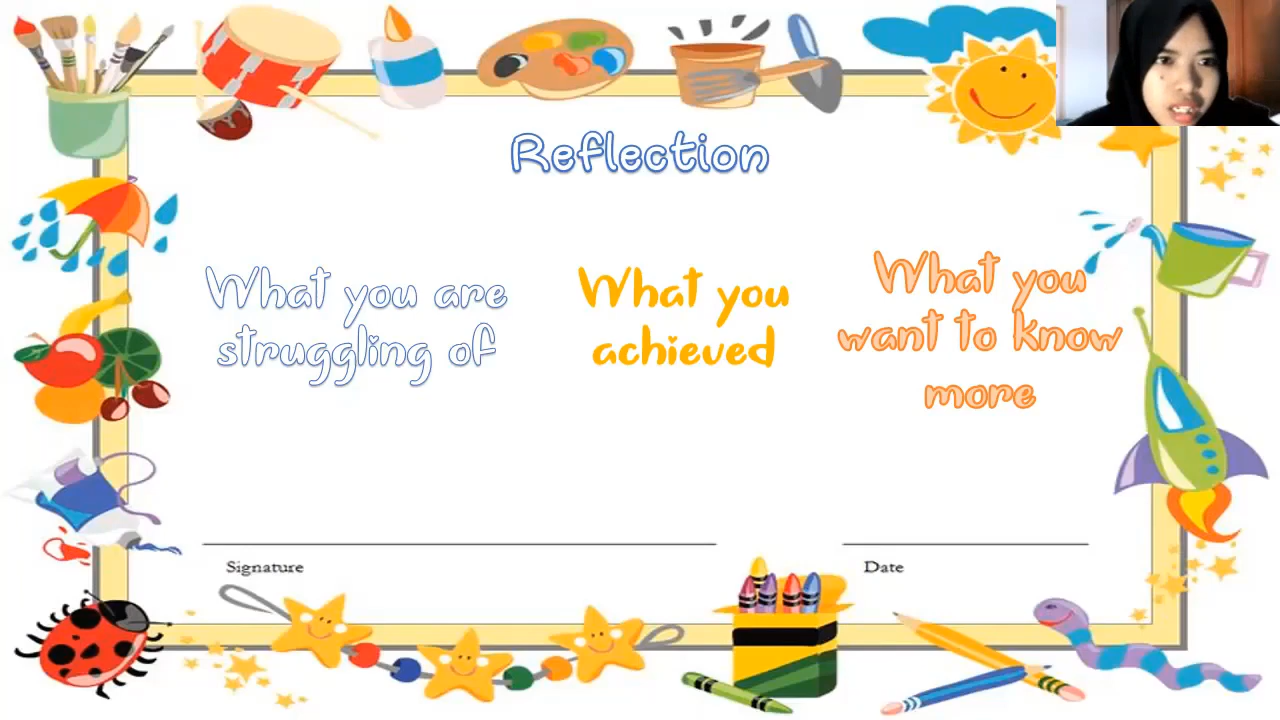 Reflection
What you are
struggling of
What you
achieved
What you
want to know
more
Signature
Date